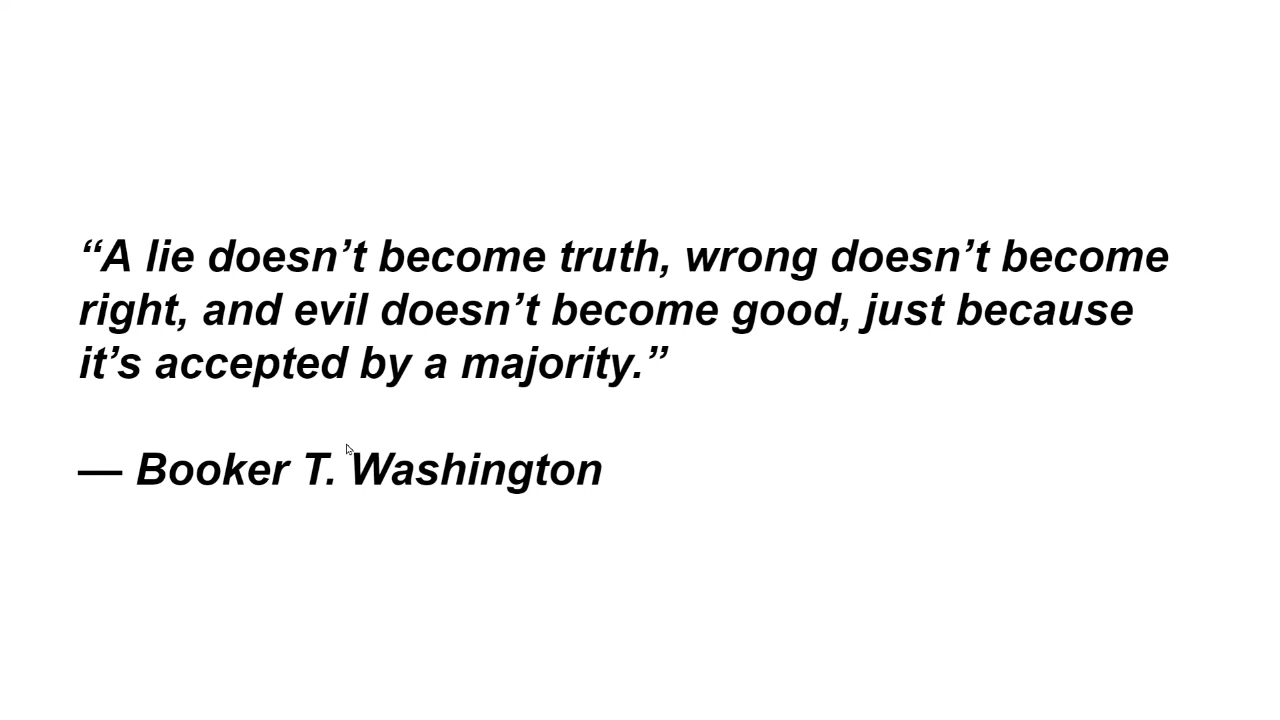 “A lie doesn’t become truth, wrong doesn’t become
right, and evil doesn’t become good, just because
it’s accepted by a majority.”
— Booker T. Washington